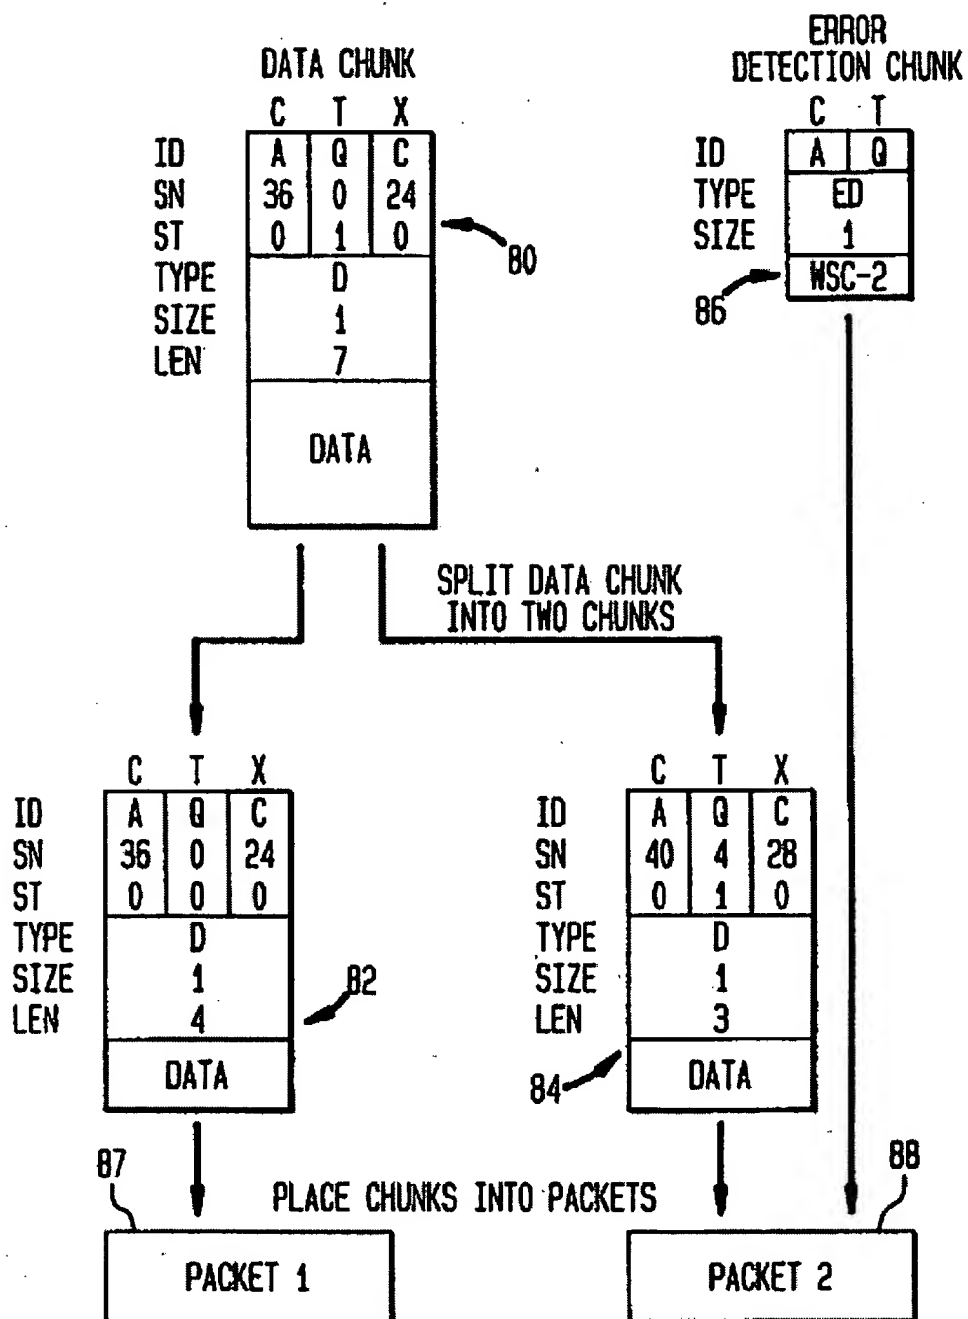 ERROR
DETECTION CHUNK
DATA CHUNK
C T X
ID A Q C
SN 36 0 24
ST 0 1 0
TYPE D
SIZE 1
LEN 7
DATA
80
C T
ID A Q
TYPE ED
SIZE 1
WSC-2
86
SPLIT DATA CHUNK
INTO TWO CHUNKS
C T X
ID A Q C
SN 36 0 24
ST 0 0 0
TYPE D
SIZE 1
LEN 4
DATA
82
C T X
ID A Q C
SN 40 4 28
ST 0 1 0
TYPE D
SIZE 1
LEN 3
DATA
84
87
PLACE CHUNKS INTO PACKETS
88
PACKET 1
PACKET 2